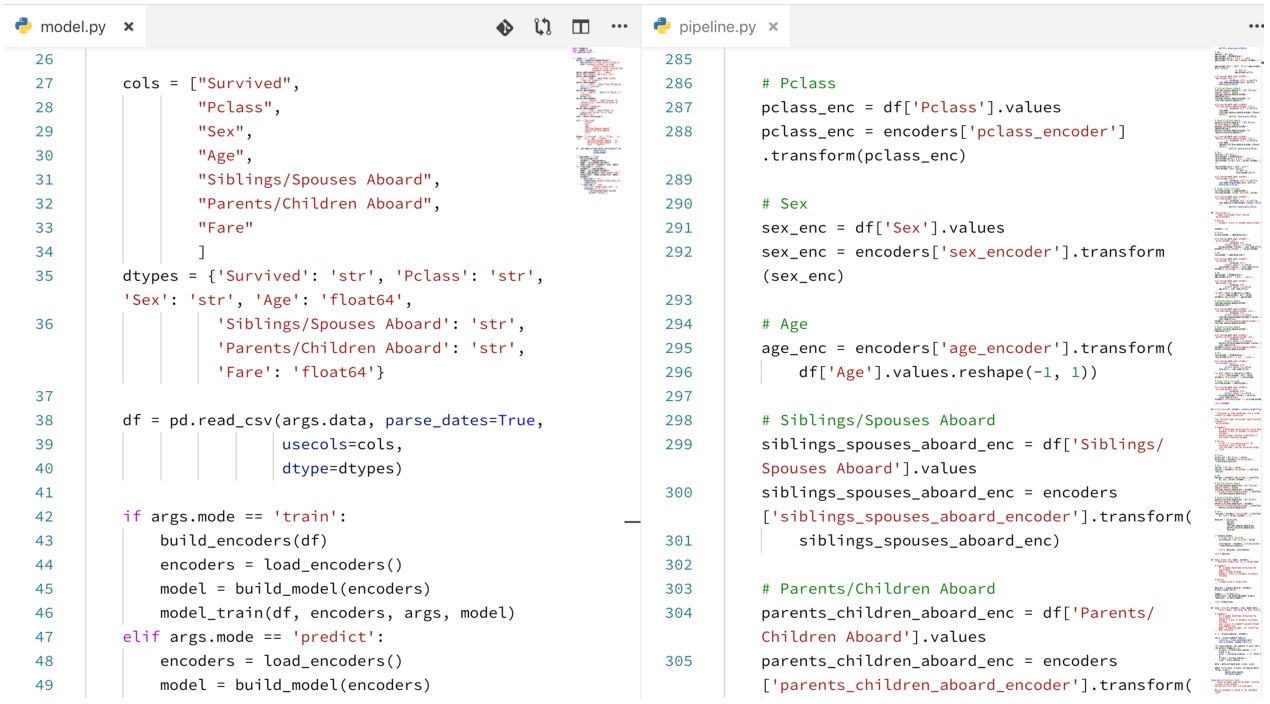 model.py ×
26
27 cols = ["Survived",
28 "Pclass",
29 "Sex",
30 "Age",
31 "Siblings/Spouses Aboard",
32 "Parents/Children Aboard",
33 "Fare"
34 ]
35 dtypes = {'Survived': 'str', 'Pclass': 'str',
'Sex': 'str', 'Age': 'float64',
36 'Siblings/Spouses Aboard': 'str',
'Parents/Children Aboard': 'str',
'Fare': 'float64'}
37
38 df = pd.read_csv(args.data, parse_dates=True,
39 usecols=cols,
40 dtype=dtypes)
41
42 if args.mode == 'train':
43 build_encoders(df)
44 encoders = load_encoders()
45 model = build_model(encoders)
46 model_train(df, encoders, args, model)
47 elif args.mode == 'predict':
48 encoders = load_encoders()
49 model = build_model(encoders)
pipeline.py ×
285
286 # Pclass
287 pclass_enc = df['Pclass'].values
288 pclass_enc = encoders['pclass_encoder']
.transform(pclass_enc)
289
290 # Sex
291 sex_enc = df['Sex'].values
292 sex_enc = encoders['sex_encoder'].transform
(sex_enc)
293
294 # Age
295 age_enc = encoders['age_encoder'].transform(
296 df['Age'].values.reshape(-1, 1))
297
298 # Siblings/Spouses Aboard
299 siblings_spouses_aboard_enc = df['Siblings/
Spouses Aboard'].values
300 siblings_spouses_aboard_enc = encoders
['siblings_spouses_aboard_encoder'].transform(
301 siblings_spouses_aboard_enc)
302
303 # Parents/Children Aboard
304 parents_children_aboard_enc = df['Parents/
Children Aboard'].values
305 parents_children_aboard_enc = encoders
['parents_children_aboard_encoder'].transform(